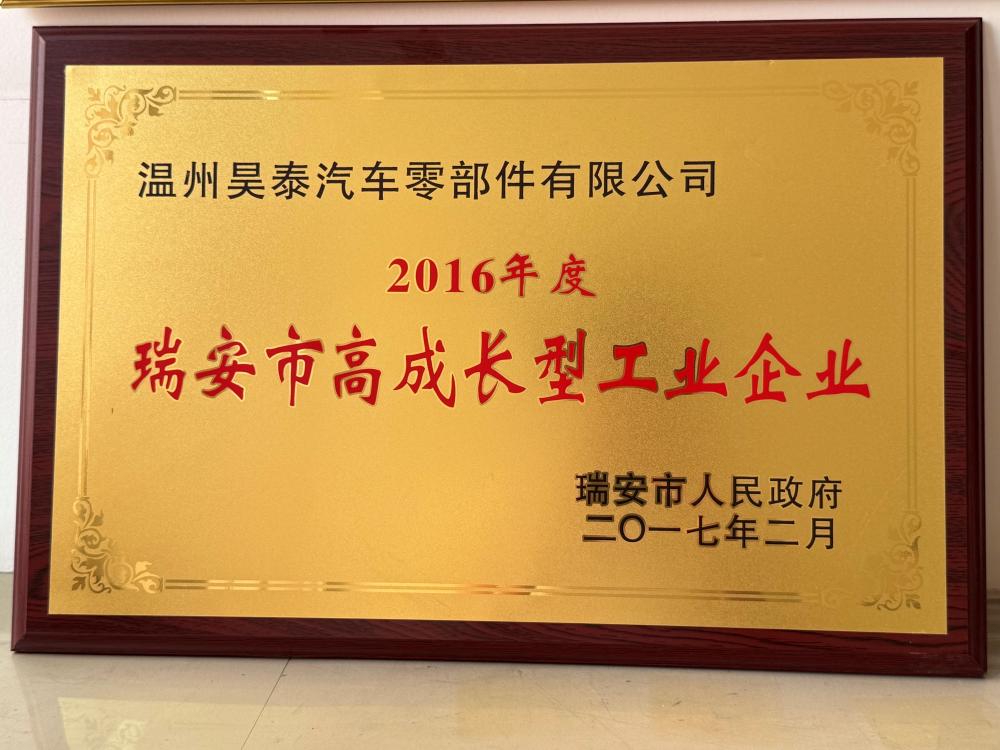 温州昊泰汽车零部件有限公司
2016年度
瑞安市高成长型工业企业
瑞安市人民政府
二〇一七年二月